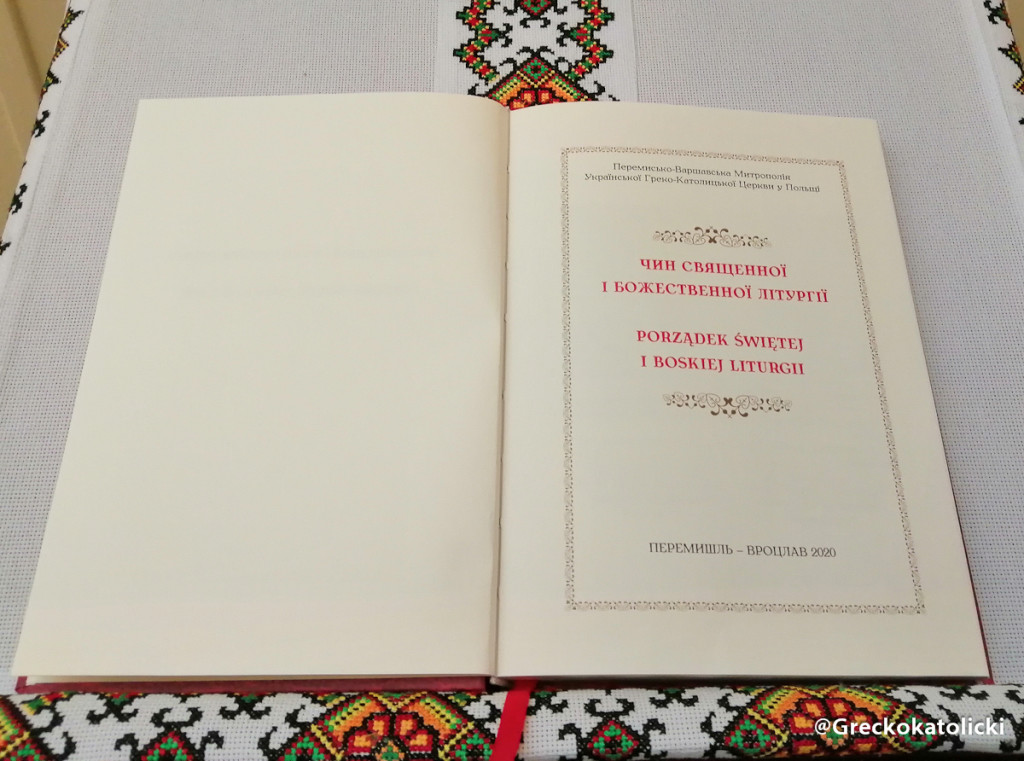 Перемисько-Варшавська Митрополія
Української Греко-Католицької Церкви у Польщі
ЧИН СВЯЩЕННОЇ
І БОЖЕСТВЕННОЇ ЛІТУРГІЇ
PORZĄDEK ŚWIĘTEJ
I BOSKIEJ LITURGII
ПЕРЕМИШЛЬ – ВРОЦЛАВ 2020
@Greckokatolicki